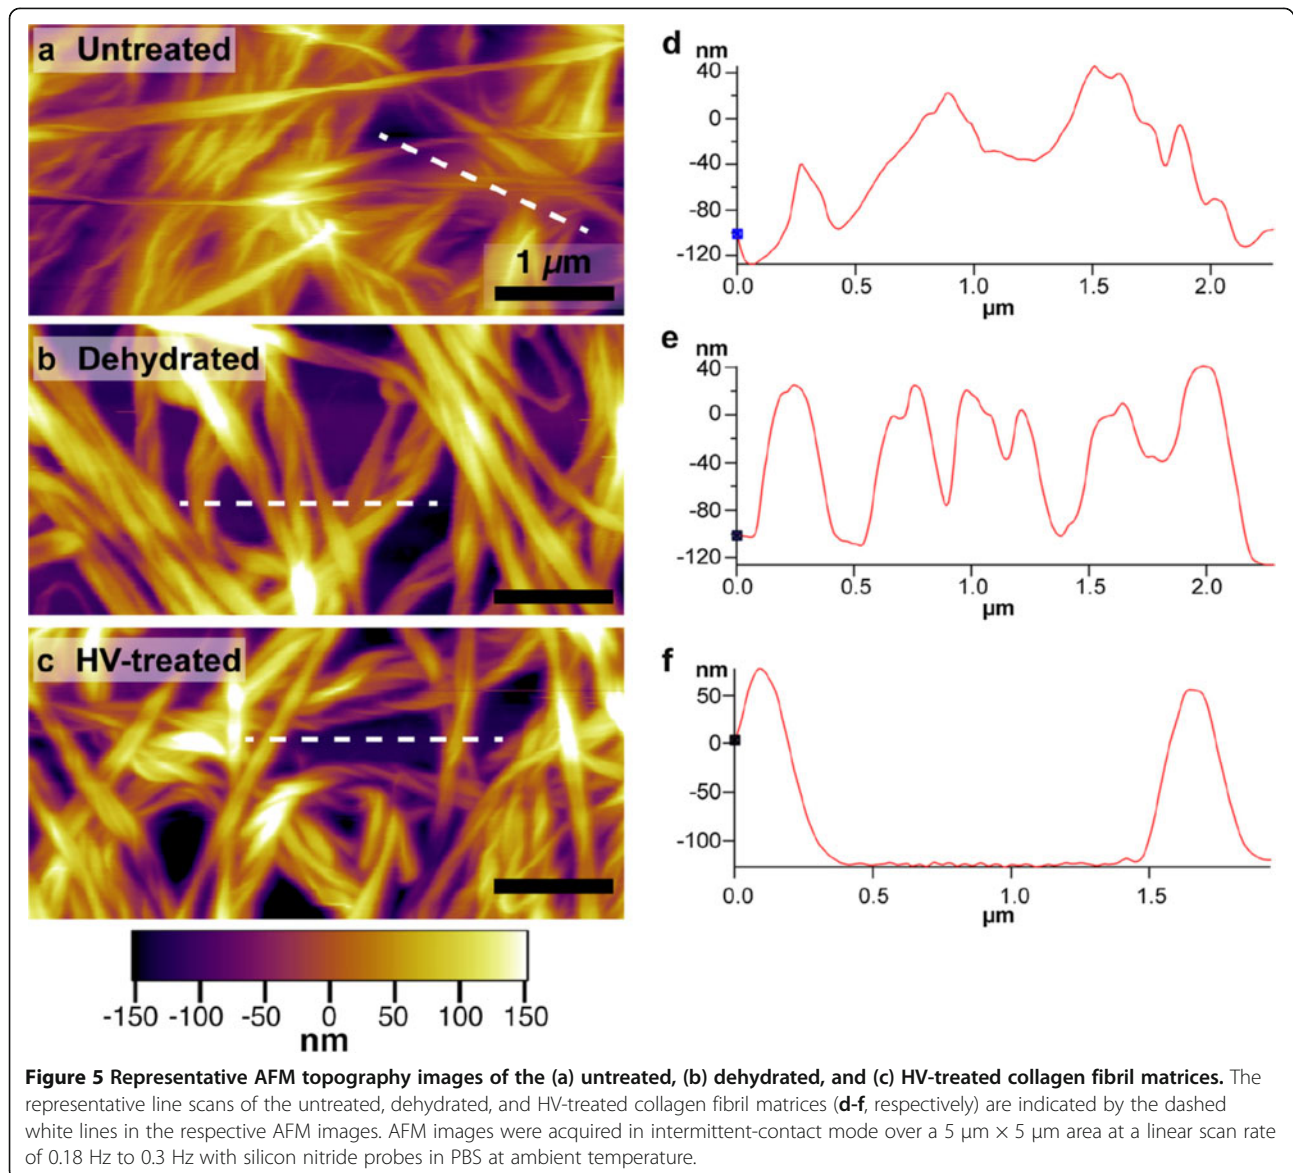 a Untreated
1 µm
b Dehydrated
c HV-treated
-150 -100 -50 0 50 100 150
nm
d
nm
40
0
-40
-80
-120
0.0 0.5 1.0 1.5 2.0
µm
e
nm
40
0
-40
-80
-120
0.0 0.5 1.0 1.5 2.0
µm
f
nm
50
0
-50
-100
0.0 0.5 1.0 1.5
µm
Figure 5 Representative AFM topography images of the (a) untreated, (b) dehydrated, and (c) HV-treated collagen fibril matrices. The
representative line scans of the untreated, dehydrated, and HV-treated collagen fibril matrices (d-f, respectively) are indicated by the dashed
white lines in the respective AFM images. AFM images were acquired in intermittent-contact mode over a 5 µm × 5 µm area at a linear scan rate
of 0.18 Hz to 0.3 Hz with silicon nitride probes in PBS at ambient temperature.